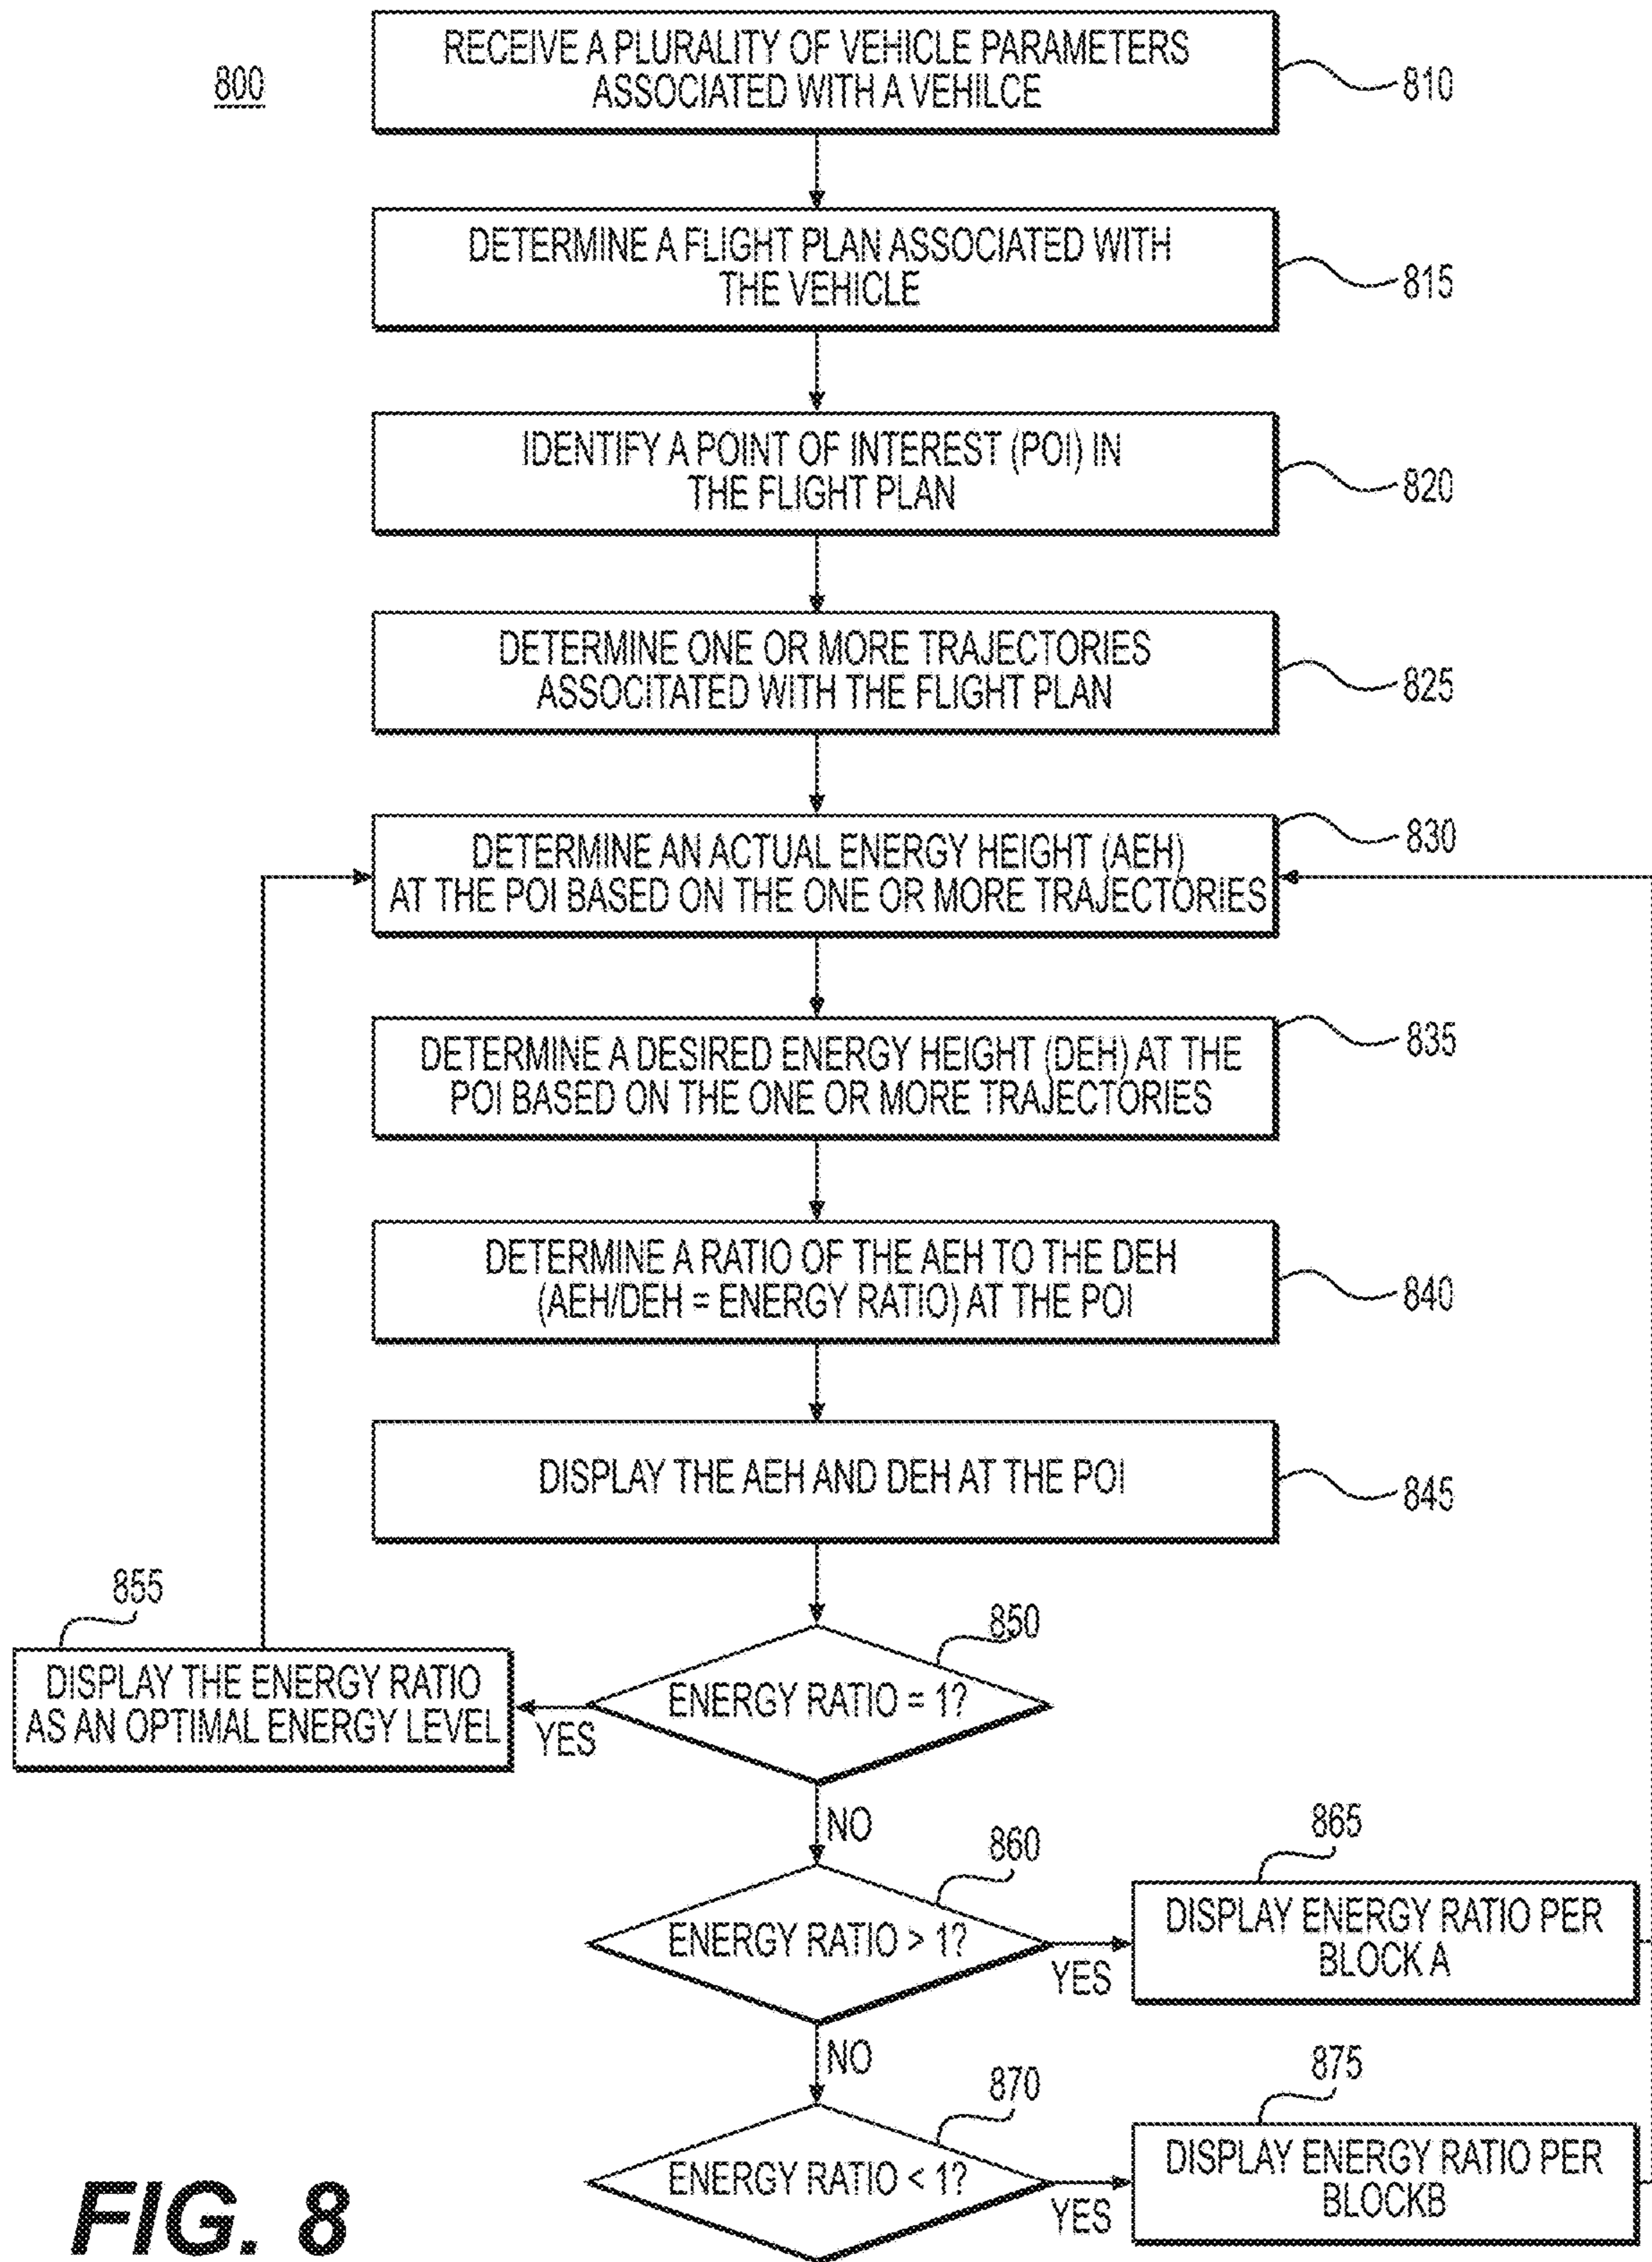 800
RECEIVE A PLURALITY OF VEHICLE PARAMETERS
ASSOCIATED WITH A VEHILCE
810
DETERMINE A FLIGHT PLAN ASSOCIATED WITH
THE VEHICLE
815
IDENTIFY A POINT OF INTEREST (POI) IN
THE FLIGHT PLAN
820
DETERMINE ONE OR MORE TRAJECTORIES
ASSOCITATED WITH THE FLIGHT PLAN
825
DETERMINE AN ACTUAL ENERGY HEIGHT (AEH)
AT THE POI BASED ON THE ONE OR MORE TRAJECTORIES
830
DETERMINE A DESIRED ENERGY HEIGHT (DEH) AT THE
POI BASED ON THE ONE OR MORE TRAJECTORIES
835
DETERMINE A RATIO OF THE AEH TO THE DEH
(AEH/DEH = ENERGY RATIO) AT THE POI
840
DISPLAY THE AEH AND DEH AT THE POI
845
855
DISPLAY THE ENERGY RATIO
AS AN OPTIMAL ENERGY LEVEL
YES
850
ENERGY RATIO = 1?
NO
860
ENERGY RATIO > 1?
YES
865
DISPLAY ENERGY RATIO PER
BLOCK A
NO
870
ENERGY RATIO < 1?
YES
875
DISPLAY ENERGY RATIO PER
BLOCKB
FIG. 8